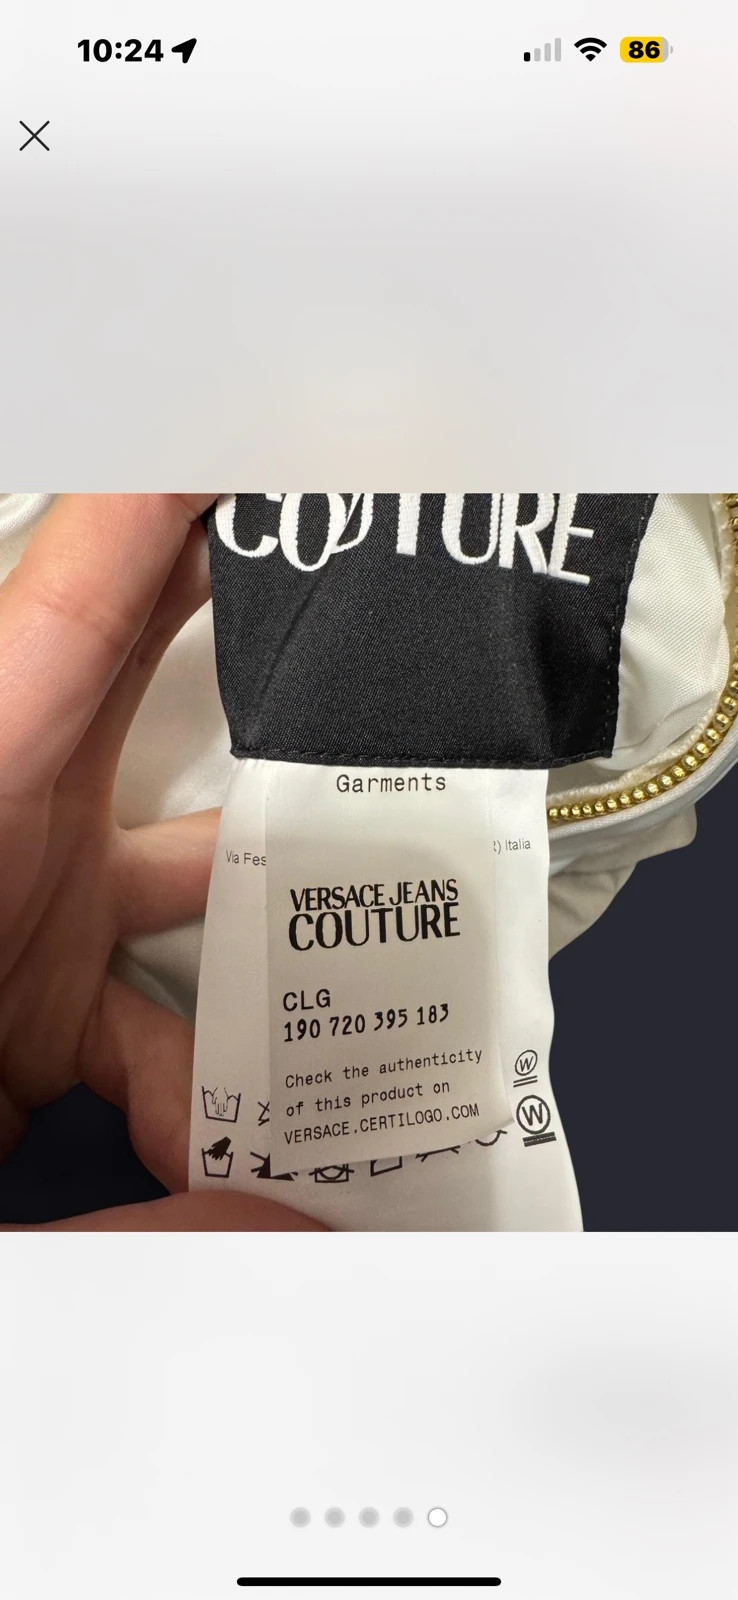 10:24
86
COUTURE
Garments
Via Fes
) Italia
VERSACE JEANS
COUTURE
CLG
190 720 395 183
Check the authenticity
of this product on
VERSACE.CERTILOGO.COM
W
W